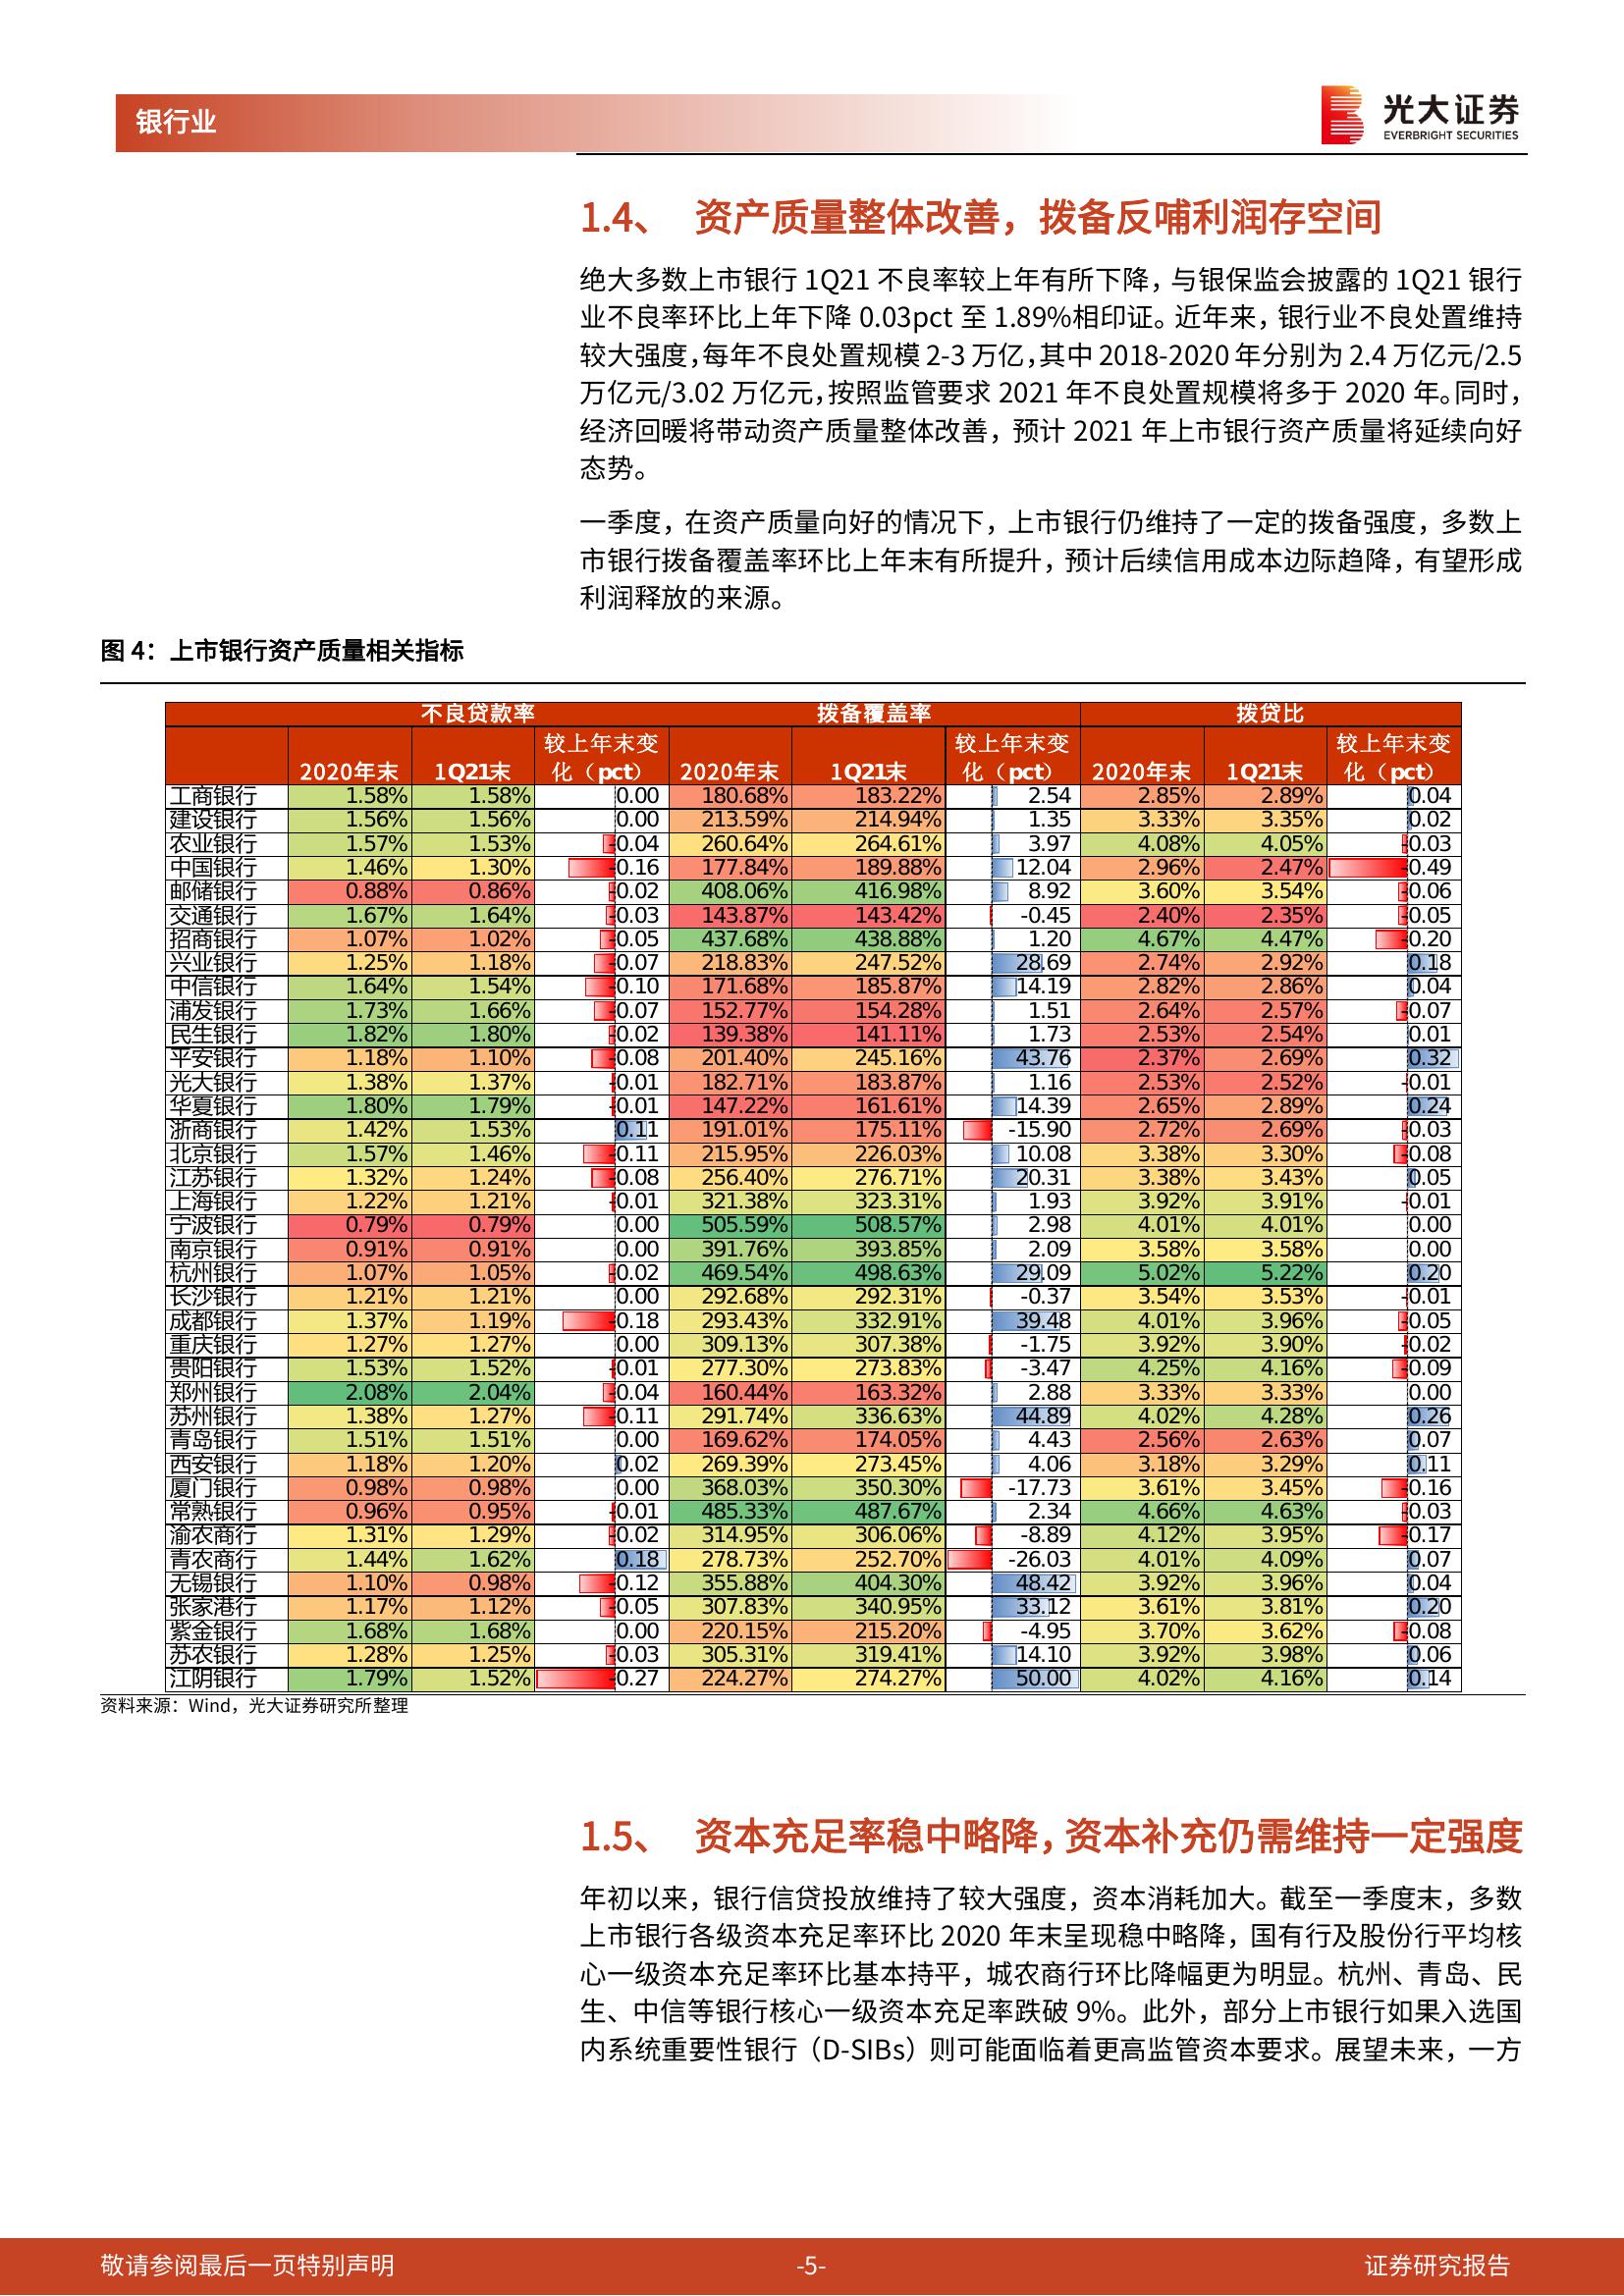 银行业
光大证券
EVERBRIGHT SECURITIES
1.4、 资产质量整体改善，拨备反哺利润存空间
绝大多数上市银行 1Q21 不良率较上年有所下降，与银保监会披露的 1Q21 银行
业不良率环比上年下降 0.03pct 至 1.89%相印证。近年来，银行业不良处置维持
较大强度，每年不良处置规模 2-3 万亿，其中 2018-2020 年分别为 2.4 万亿元/2.5
万亿元/3.02 万亿元，按照监管要求 2021 年不良处置规模将多于 2020 年。同时，
经济回暖将带动资产质量整体改善，预计 2021 年上市银行资产质量将延续向好
态势。
一季度，在资产质量向好的情况下，上市银行仍维持了一定的拨备强度，多数上
市银行拨备覆盖率环比上年末有所提升，预计后续信用成本边际趋降，有望形成
利润释放的来源。
图 4：上市银行资产质量相关指标
不良贷款率 拨备覆盖率 拨贷比
2020年末 1Q21末 较上年末变化（pct） 2020年末 1Q21末 较上年末变化（pct） 2020年末 1Q21末 较上年末变化（pct）
工商银行 1.58% 1.58% 0.00 180.68% 183.22% 2.54 2.85% 2.89% 0.04
建设银行 1.56% 1.56% 0.00 213.59% 214.94% 1.35 3.33% 3.35% 0.02
农业银行 1.57% 1.53% -0.04 260.64% 264.61% 3.97 4.08% 4.05% -0.03
中国银行 1.46% 1.30% -0.16 177.84% 189.88% 12.04 2.96% 2.47% -0.49
邮储银行 0.88% 0.86% -0.02 408.06% 416.98% 8.92 3.60% 3.54% -0.06
交通银行 1.67% 1.64% -0.03 143.87% 143.42% -0.45 2.40% 2.35% -0.05
招商银行 1.07% 1.02% -0.05 437.68% 438.88% 1.20 4.67% 4.47% -0.20
兴业银行 1.25% 1.18% -0.07 218.83% 247.52% 28.69 2.74% 2.92% 0.18
中信银行 1.64% 1.54% -0.10 171.68% 185.87% 14.19 2.82% 2.86% 0.04
浦发银行 1.73% 1.66% -0.07 152.77% 154.28% 1.51 2.64% 2.57% -0.07
民生银行 1.82% 1.80% -0.02 139.38% 141.11% 1.73 2.53% 2.54% 0.01
平安银行 1.18% 1.10% -0.08 201.40% 245.16% 43.76 2.37% 2.69% 0.32
光大银行 1.38% 1.37% -0.01 182.71% 183.87% 1.16 2.53% 2.52% -0.01
华夏银行 1.80% 1.79% -0.01 147.22% 161.61% 14.39 2.65% 2.89% 0.24
浙商银行 1.42% 1.53% 0.11 191.01% 175.11% -15.90 2.72% 2.69% -0.03
北京银行 1.57% 1.46% -0.11 215.95% 226.03% 10.08 3.38% 3.30% -0.08
江苏银行 1.32% 1.24% -0.08 256.40% 276.71% 20.31 3.38% 3.43% 0.05
上海银行 1.22% 1.21% -0.01 321.38% 323.31% 1.93 3.92% 3.91% -0.01
宁波银行 0.79% 0.79% 0.00 505.59% 508.57% 2.98 4.01% 4.01% 0.00
南京银行 0.91% 0.91% 0.00 391.76% 393.85% 2.09 3.58% 3.58% 0.00
杭州银行 1.07% 1.05% -0.02 469.54% 498.63% 29.09 5.02% 5.22% 0.20
长沙银行 1.21% 1.21% 0.00 292.68% 292.31% -0.37 3.54% 3.53% -0.01
成都银行 1.37% 1.19% -0.18 293.43% 332.91% 39.48 4.01% 3.96% -0.05
重庆银行 1.27% 1.27% 0.00 309.13% 307.38% -1.75 3.92% 3.90% -0.02
贵阳银行 1.53% 1.52% -0.01 277.30% 273.83% -3.47 4.25% 4.16% -0.09
郑州银行 2.08% 2.04% -0.04 160.44% 163.32% 2.88 3.33% 3.33% 0.00
苏州银行 1.38% 1.27% -0.11 291.74% 336.63% 44.89 4.02% 4.28% 0.26
青岛银行 1.51% 1.51% 0.00 169.62% 174.05% 4.43 2.56% 2.63% 0.07
西安银行 1.18% 1.20% 0.02 269.39% 273.45% 4.06 3.18% 3.29% 0.11
厦门银行 0.98% 0.98% 0.00 368.03% 350.30% -17.73 3.61% 3.45% -0.16
常熟银行 0.96% 0.95% -0.01 485.33% 487.67% 2.34 4.66% 4.63% -0.03
渝农商行 1.31% 1.29% -0.02 314.95% 306.06% -8.89 4.12% 3.95% -0.17
青农商行 1.44% 1.62% 0.18 278.73% 252.70% -26.03 4.01% 4.09% 0.07
无锡银行 1.10% 0.98% -0.12 355.88% 404.30% 48.42 3.92% 3.96% 0.04
张家港行 1.17% 1.12% -0.05 307.83% 340.95% 33.12 3.61% 3.81% 0.20
紫金银行 1.68% 1.68% 0.00 220.15% 215.20% -4.95 3.70% 3.62% -0.08
苏农银行 1.28% 1.25% -0.03 305.31% 319.41% 14.10 3.92% 3.98% 0.06
江阴银行 1.79% 1.52% -0.27 224.27% 274.27% 50.00 4.02% 4.16% 0.14
资料来源：Wind，光大证券研究所整理
1.5、 资本充足率稳中略降，资本补充仍需维持一定强度
年初以来，银行信贷投放维持了较大强度，资本消耗加大。截至一季度末，多数
上市银行各级资本充足率环比 2020 年末呈现稳中略降，国有行及股份行平均核
心一级资本充足率环比基本持平，城农商行环比降幅更为明显。杭州、青岛、民
生、中信等银行核心一级资本充足率跌破 9%。此外，部分上市银行如果入选国
内系统重要性银行（D-SIBs）则可能面临着更高监管资本要求。展望未来，一方
敬请参阅最后一页特别声明 -5- 证券研究报告